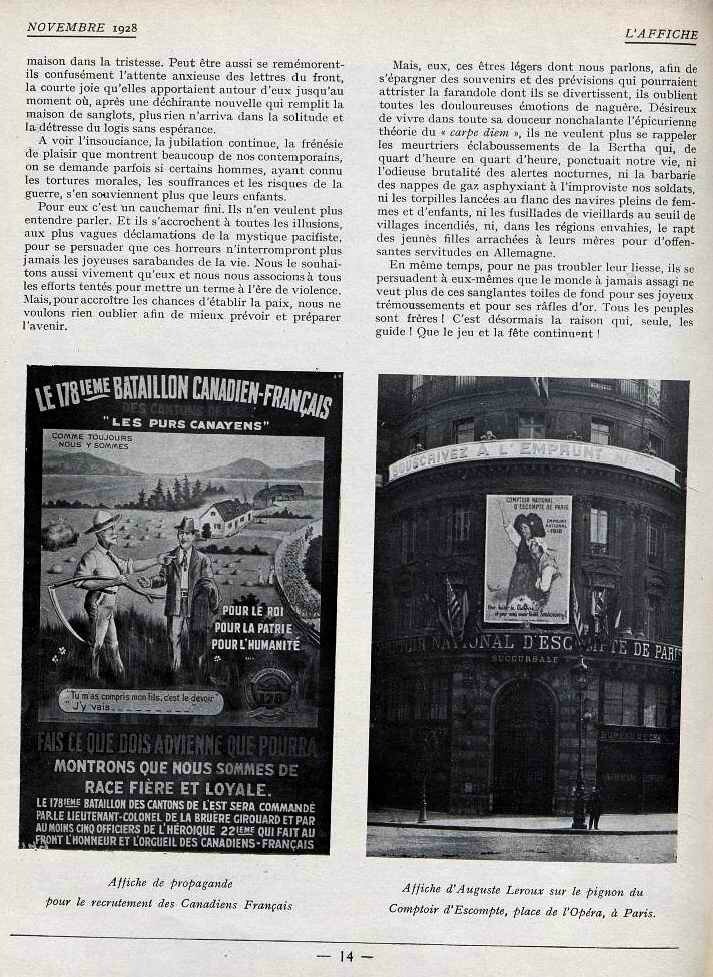 NOVEMBRE 1928
L'AFFICHE
maison dans la tristesse. Peut être aussi se remémorent-
ils confusément l'attente anxieuse des lettres du front,
la courte joie qu'elles apportaient autour d'eux jusqu'au
moment où, après une déchirante nouvelle qui remplit la
maison de sanglots, plus rien n'arriva dans la solitude et
la détresse du logis sans espérance.
A voir l'insouciance, la jubilation continue, la frénésie
de plaisir que montrent beaucoup de nos contemporains,
on se demande parfois si certains hommes, ayant connu
les tortures morales, les souffrances et les risques de la
guerre, s'en souviennent plus que leurs enfants.
Pour eux c'est un cauchemar fini. Ils n'en veulent plus
entendre parler. Et ils s'accrochent à toutes les illusions,
aux plus vagues déclamations de la mystique pacifiste,
pour se persuader que ces horreurs n'interrompront plus
jamais les joyeuses sarabandes de la vie. Nous le souhai-
tons aussi vivement qu'eux et nous nous associons à tous
les efforts tentés pour mettre un terme à l'ère de violence.
Mais, pour accroître les chances d'établir la paix, nous ne
voulons rien oublier afin de mieux prévoir et préparer
l'avenir.
Mais, eux, ces êtres légers dont nous parlons, afin de
s'épargner des souvenirs et des prévisions qui pourraient
attrister la farandole dont ils se divertissent, ils oublient
toutes les douloureuses émotions de naguère. Désireux
de vivre dans toute sa douceur nonchalante l'épicurienne
théorie du « carpe diem », ils ne veulent plus se rappeler
les meurtriers éclaboussements de la Bertha qui, de
quart d'heure en quart d'heure, ponctuait notre vie, ni
l'odieuse brutalité des alertes nocturnes, ni la barbarie
des nappes de gaz asphyxiant à l'improviste nos soldats,
ni les torpilles lancées au flanc des navires pleins de fem-
mes et d'enfants, ni les fusillades de vieillards au seuil de
villages incendiés, ni, dans les régions envahies, le rapt
des jeunes filles arrachées à leurs mères pour d'offen-
santes servitudes en Allemagne.
En même temps, pour ne pas troubler leur liesse, ils se
persuadent à eux-mêmes que le monde à jamais assagi ne
veut plus de ces sanglantes toiles de fond pour ses joyeux
trémoussements et pour ses râfles d'or. Tous les peuples
sont frères ! C'est désormais la raison qui, seule, les
guide ! Que le jeu et la fête continuent !
LE 178IEME BATAILLON CANADIEN-FRANÇAIS
DES CANTONS DE L'EST
"LES PURS CANAYENS"
COMME TOUJOURS
NOUS Y SOMMES
POUR LE ROI
POUR LA PATRIE
POUR L'HUMANITÉ
178
"Tu m'as compris mon fils, c'est le devoir"
"J'y vais
FAIS CE QUE DOIS ADVIENNE QUE POURRA
MONTRONS QUE NOUS SOMMES DE
RACE FIÈRE ET LOYALE.
LE 178IEME BATAILLON DES CANTONS DE L'EST SERA COMMANDÉ
PAR LE LIEUTENANT-COLONEL DE LA BRUERE GIROUARD ET PAR
AU MOINS CINQ OFFICIERS DE L'HÉROIQUE 22IEME QUI FAIT AU
FRONT L'HONNEUR ET L'ORGUEIL DES CANADIENS-FRANÇAIS
SOUSCRIVEZ A L'EMPRUNT
COMPTOIR NATIONAL
D'ESCOMPTE DE PARIS
EMPRUNT
NATIONAL
1918
NATIONAL D'ESCOMPTE DE PARIS
SUCCURSALE
Affiche de propagande
pour le recrutement des Canadiens Français
Affiche d'Auguste Leroux sur le pignon du
Comptoir d'Escompte, place de l'Opéra, à Paris.
— 14 —